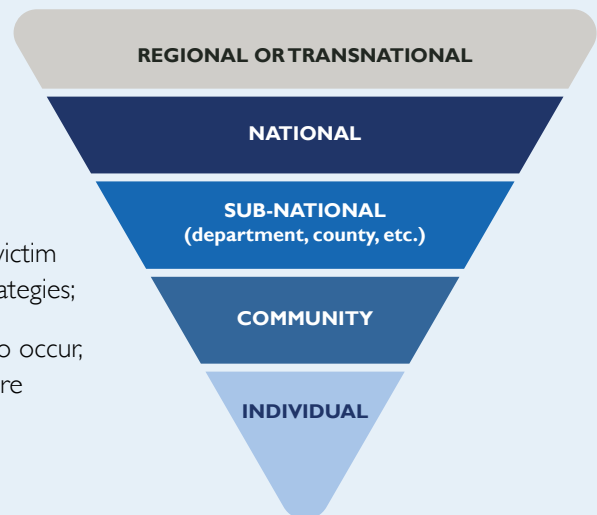 REGIONAL OR TRANSNATIONAL
NATIONAL
SUB-NATIONAL
(department, county, etc.)
victim
ategies;
COMMUNITY
o occur,
re
INDIVIDUAL